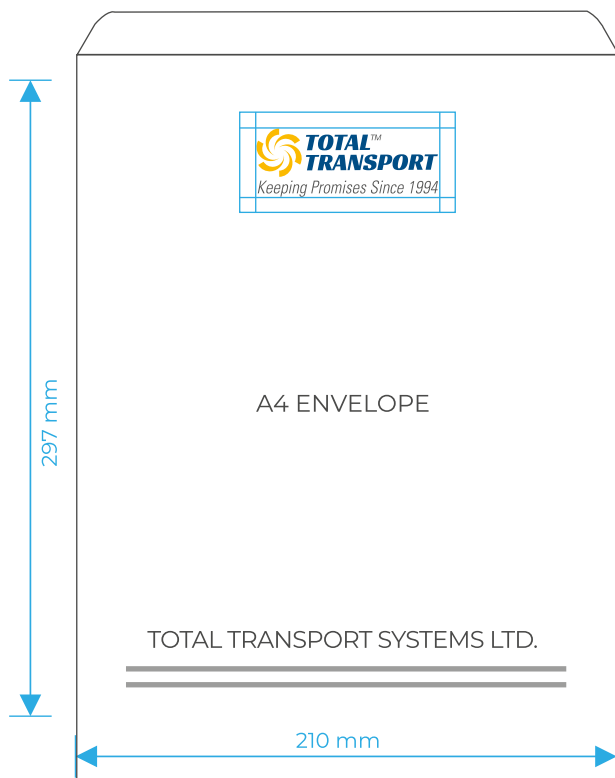 TOTAL™
TRANSPORT
Keeping Promises Since 1994
A4 ENVELOPE
297 mm
TOTAL TRANSPORT SYSTEMS LTD.
210 mm